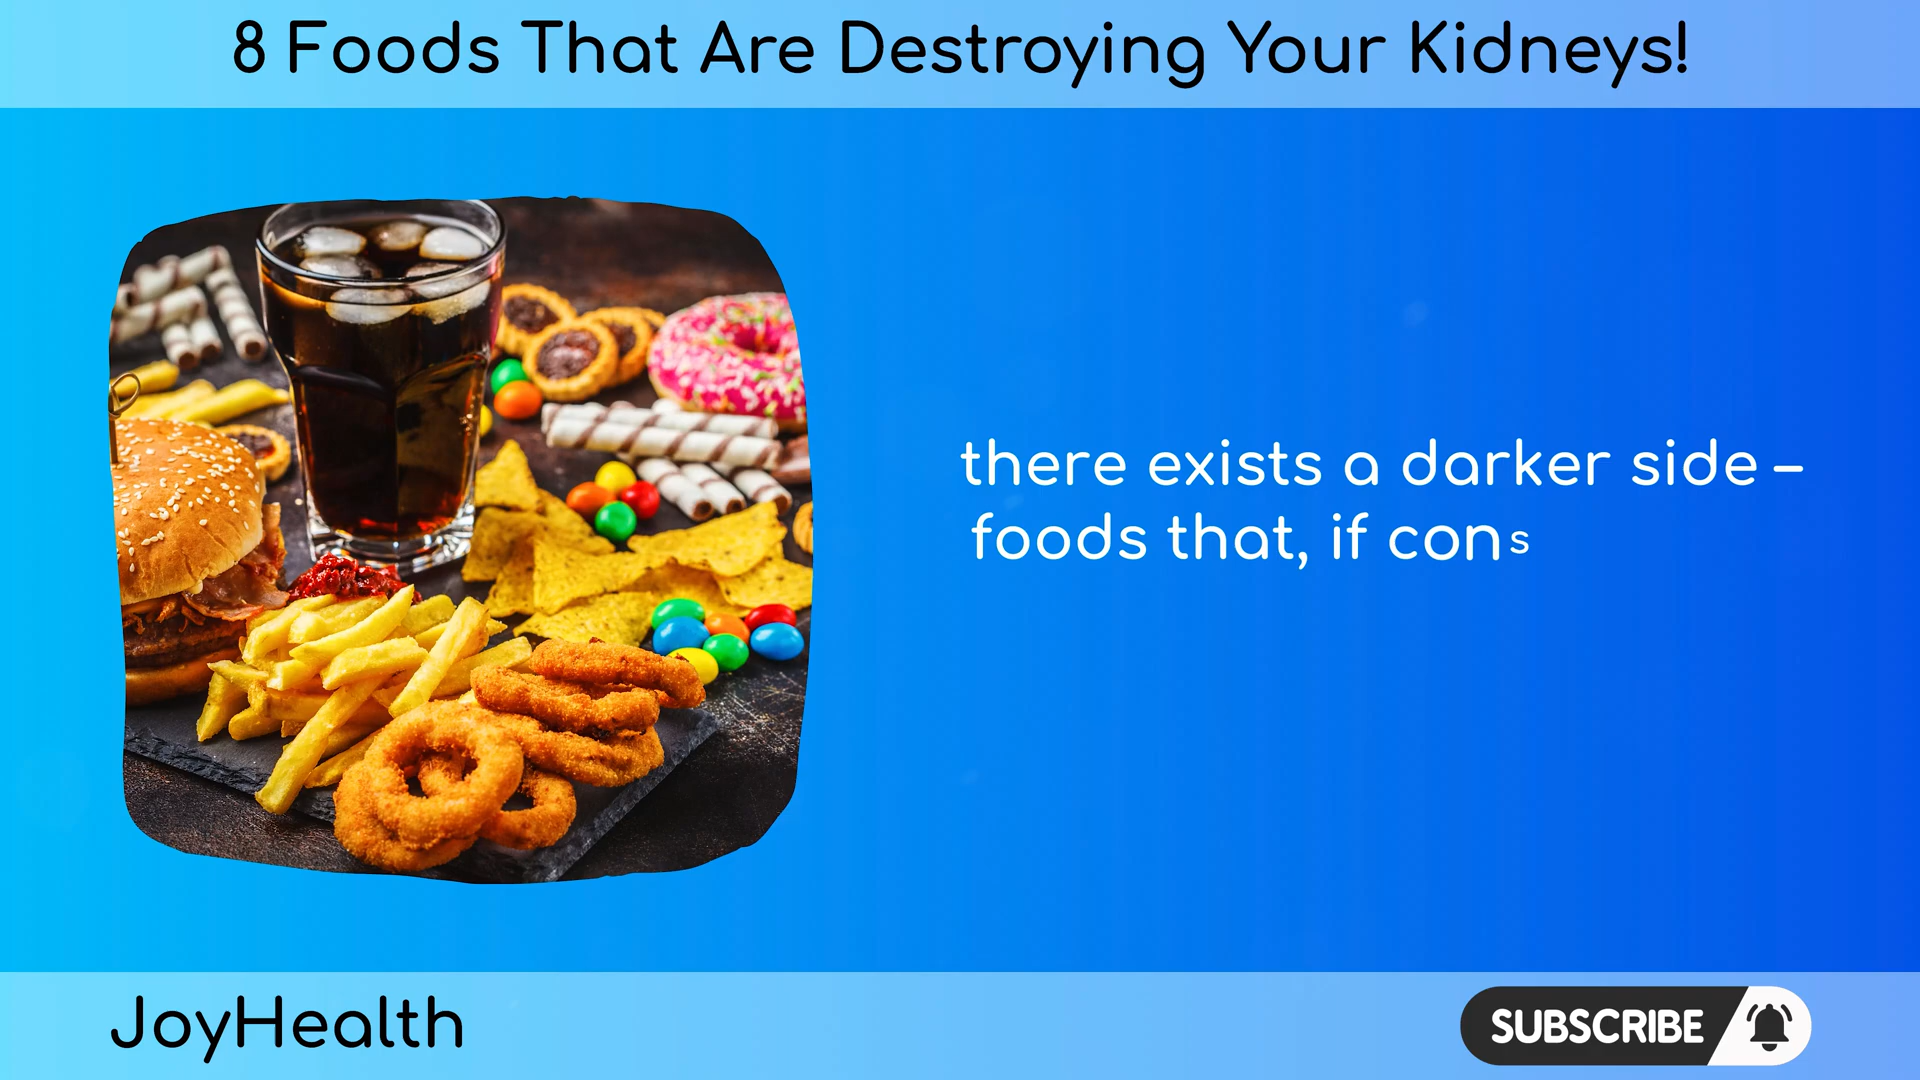 8 Foods That Are Destroying Your Kidneys!
there exists a darker side –
foods that, if cons
JoyHealth
SUBSCRIBE